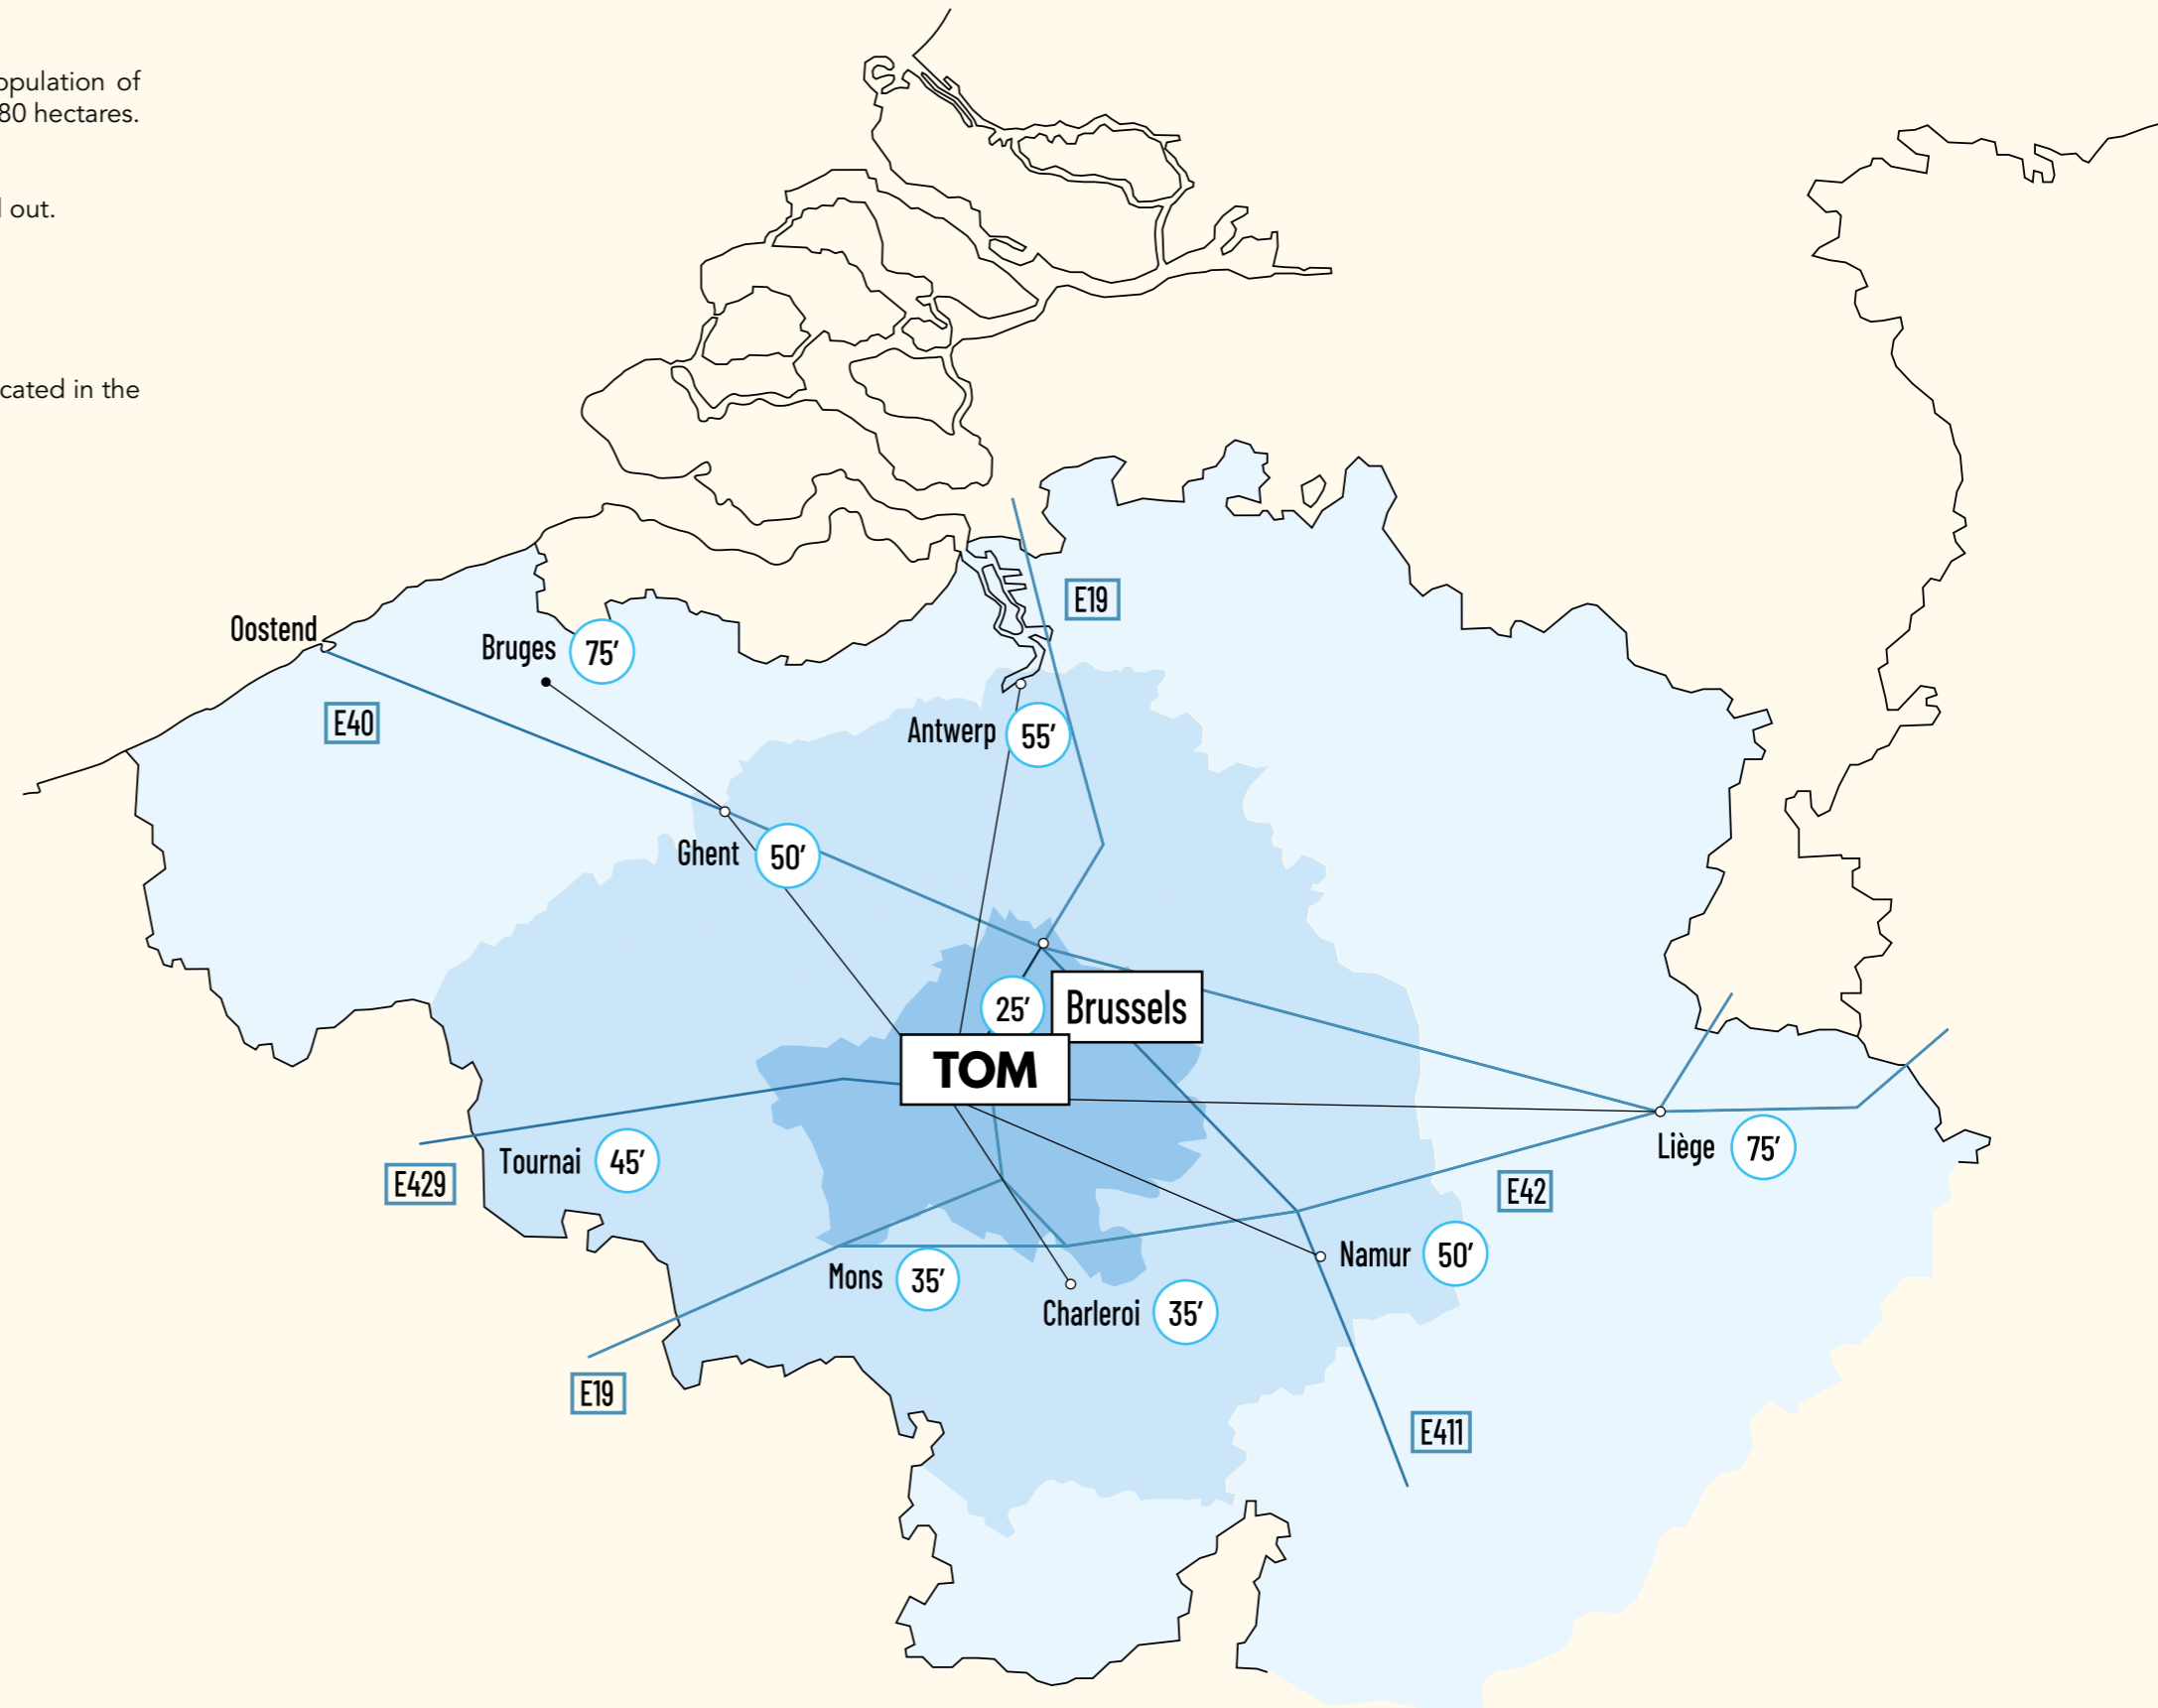 opulation of
80 hectares.
out.
cated in the
E19
Oostend
Bruges 75’
E40
Antwerp 55’
Ghent 50’
25’ Brussels
TOM
Tournai 45’
E429
Liège 75’
E42
Namur 50’
Mons 35’
Charleroi 35’
E19
E411